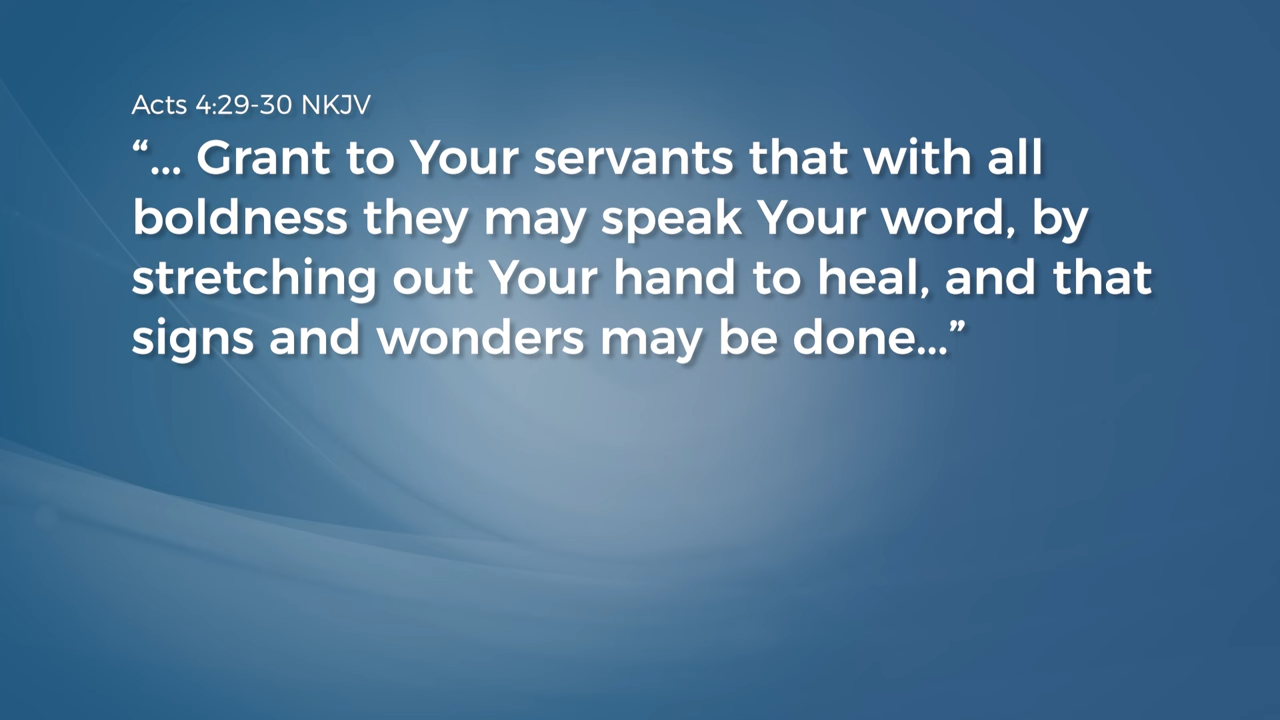 Acts 4:29-30 NKJV
“... Grant to Your servants that with all
boldness they may speak Your word, by
stretching out Your hand to heal, and that
signs and wonders may be done...”